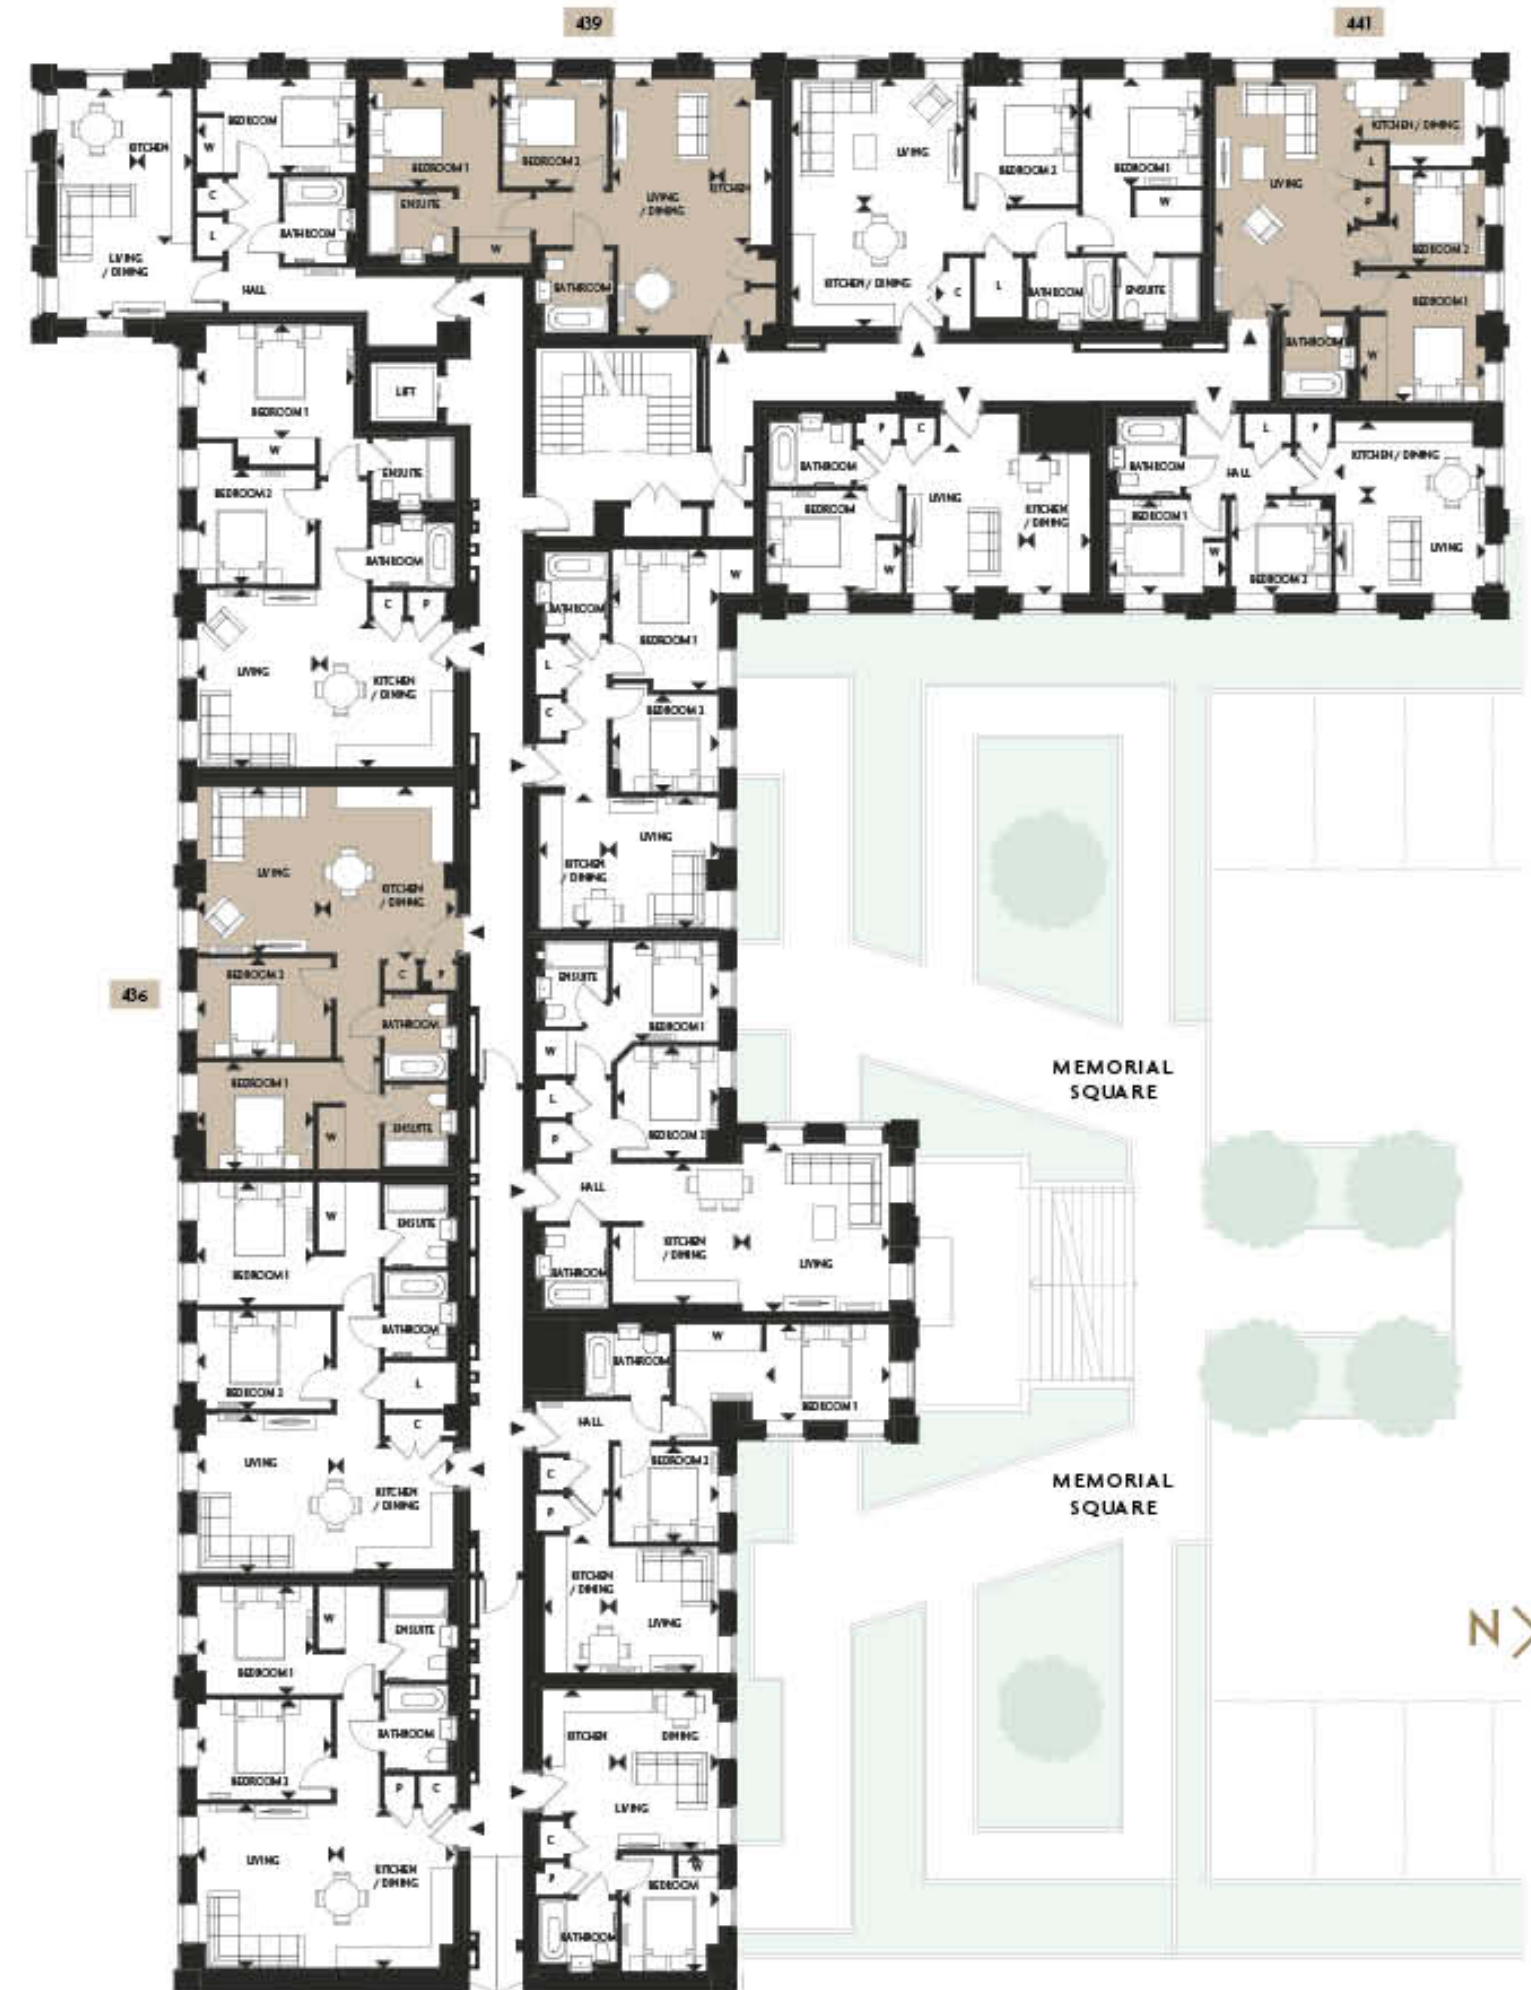 439
441
KITCHEN
LIVING
/ DINING
BEDROOM
W
C
L
BATHROOM
HALL
BEDROOM 1
ENSUITE
W
BEDROOM 2
BATHROOM
LIVING
/ DINING
KITCHEN
LIVING
KITCHEN / DINING
BEDROOM 2
BEDROOM 1
W
C
L
BATHROOM
ENSUITE
LIVING
KITCHEN / DINING
L
P
BEDROOM 2
BEDROOM 1
BATHROOM
W
LIFT
BEDROOM 1
W
BEDROOM 2
ENSUITE
BATHROOM
C
P
LIVING
KITCHEN
/ DINING
BATHROOM
P
C
BEDROOM
W
LIVING
KITCHEN
/ DINING
BATHROOM
HALL
L
P
KITCHEN / DINING
BEDROOM 1
W
BEDROOM 2
LIVING
BATHROOM
BEDROOM 1
W
L
C
BEDROOM 2
LIVING
KITCHEN
/ DINING
436
LIVING
KITCHEN
/ DINING
C
P
BEDROOM 2
BATHROOM
BEDROOM 1
W
ENSUITE
ENSUITE
BEDROOM 1
W
L
P
BEDROOM 2
HALL
KITCHEN
/ DINING
LIVING
BATHROOM
MEMORIAL
SQUARE
BEDROOM 1
W
ENSUITE
BATHROOM
BEDROOM 2
L
C
LIVING
KITCHEN
/ DINING
BATHROOM
W
BEDROOM 1
HALL
C
P
BEDROOM 2
KITCHEN
/ DINING
LIVING
MEMORIAL
SQUARE
N
BEDROOM 1
W
ENSUITE
BATHROOM
BEDROOM 2
P
C
LIVING
KITCHEN
/ DINING
KITCHEN
DINING
LIVING
C
P
W
BEDROOM
BATHROOM